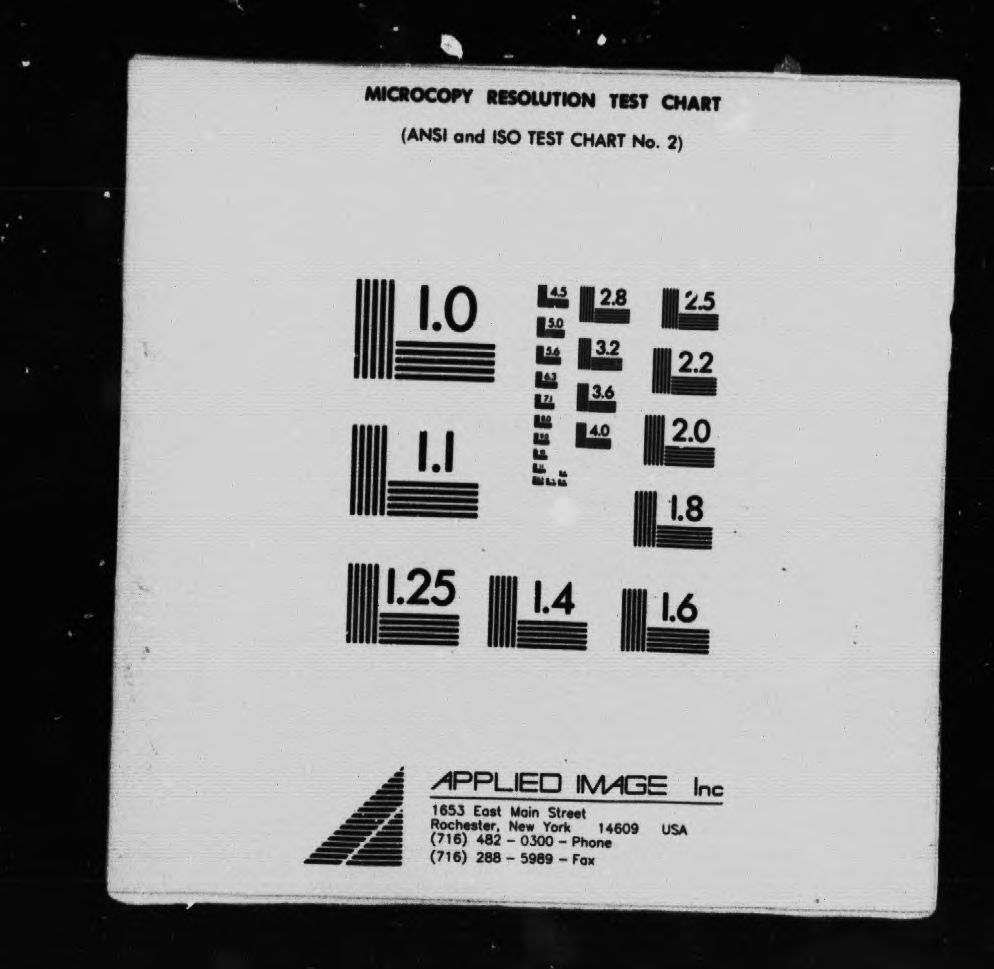 MICROCOPY RESOLUTION TEST CHART
(ANSI and ISO TEST CHART No. 2)
1.0
1.1
1.25
1.4
1.6
1.8
2.0
2.2
2.5
2.8
3.2
3.6
4.0
4.5
5.0
5.6
6.3
7.1
APPLIED IMAGE Inc
1653 East Main Street
Rochester, New York 14609 USA
(716) 482 - 0300 - Phone
(716) 288 - 5989 - Fax